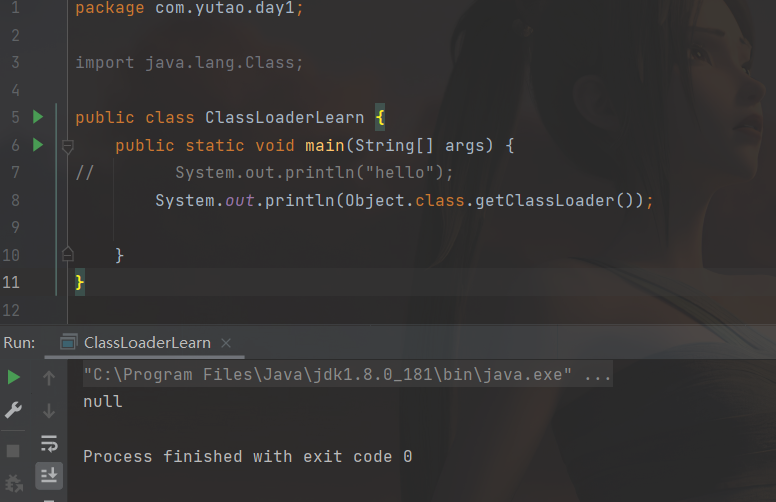 1 package com.yutao.day1;
2
3 import java.lang.Class;
4
5 public class ClassLoaderLearn {
6     public static void main(String[] args) {
7 //        System.out.println("hello");
8         System.out.println(Object.class.getClassLoader());
9
10     }
11 }
12
Run: ClassLoaderLearn ×
"C:\Program Files\Java\jdk1.8.0_181\bin\java.exe" ...
null
Process finished with exit code 0